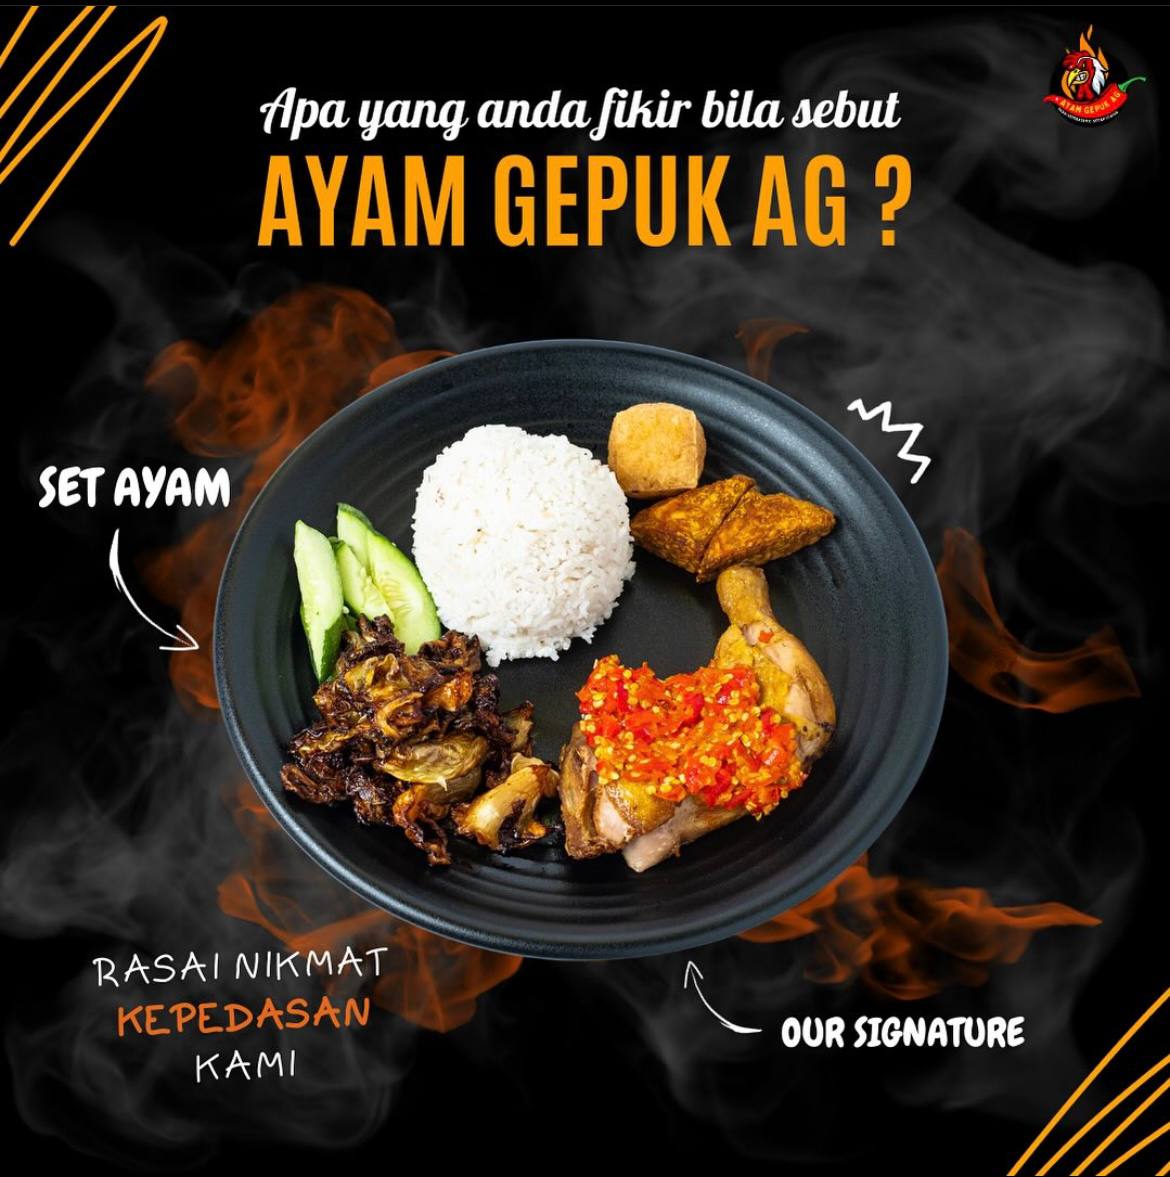 Apa yang anda fikir bila sebut
AYAM GEPUK AG ?
AYAM GEPUK AG
SET AYAM
RASAI NIKMAT
KEPEDASAN
KAMI
OUR SIGNATURE